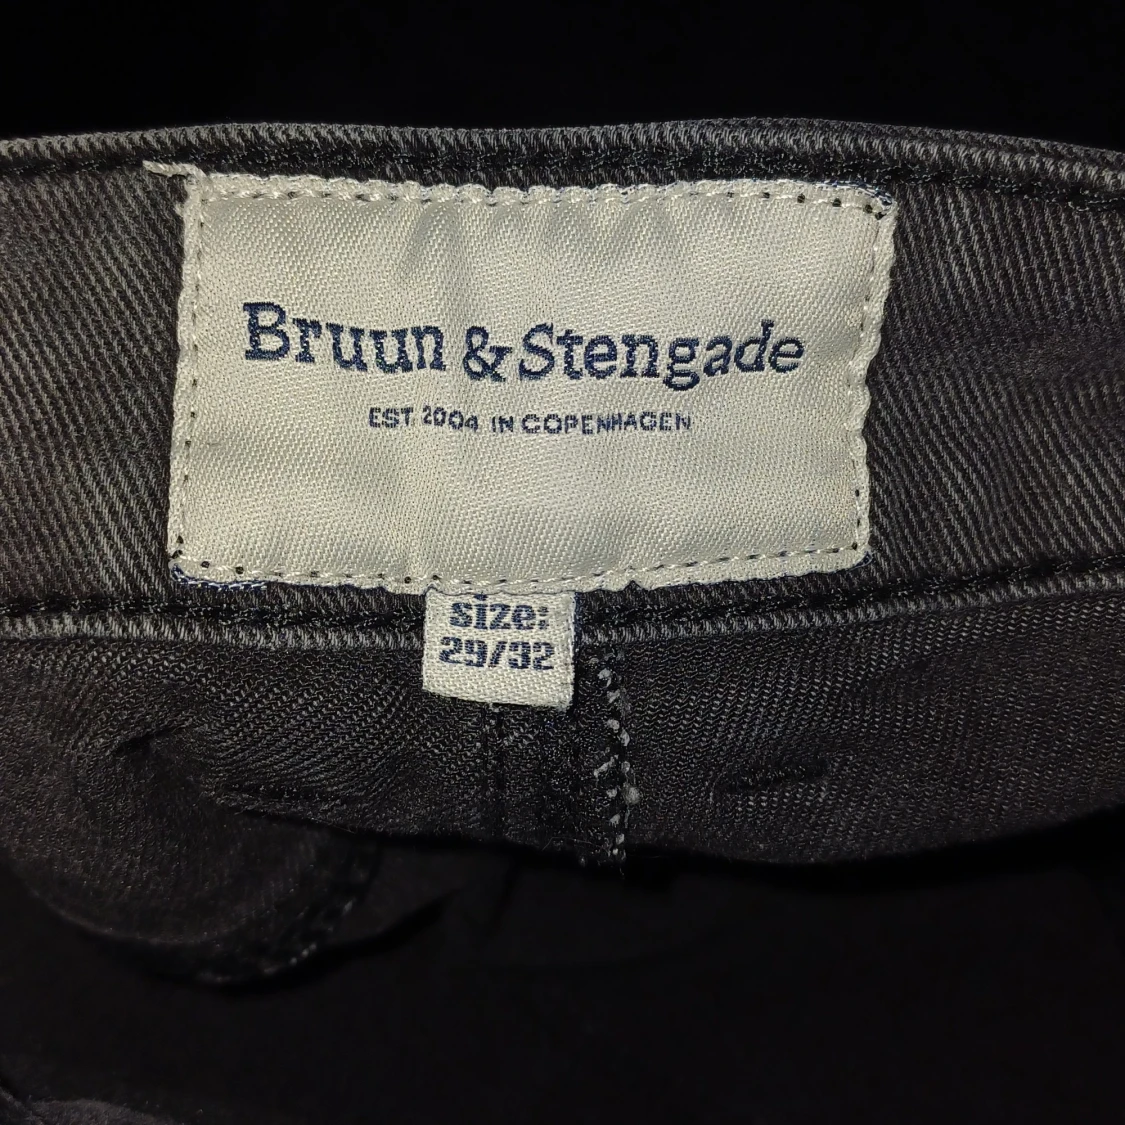 Bruun & Stengade
EST 2004 IN COPENHAGEN
size:
29/32